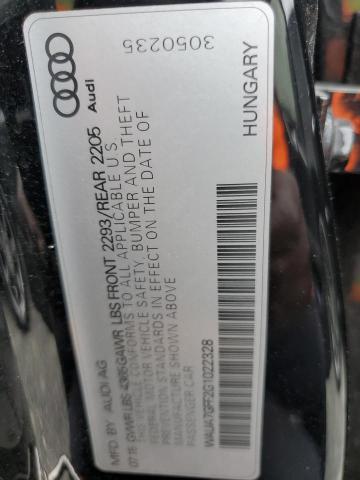 MFD BY AUDI AG
07.15 GVWR LBS 4365 GAWR LBS FRONT 2293/REAR 2205
THIS VEHICLE CONFORMS TO ALL APPLICABLE U.S.
FEDERAL MOTOR VEHICLE SAFETY, BUMPER AND THEFT
PREVENTION STANDARDS IN EFFECT ON THE DATE OF
MANUFACTURE SHOWN ABOVE
PASSENGER CAR
WAUA7GFF2G1022328
HUNGARY
Audi
3050235